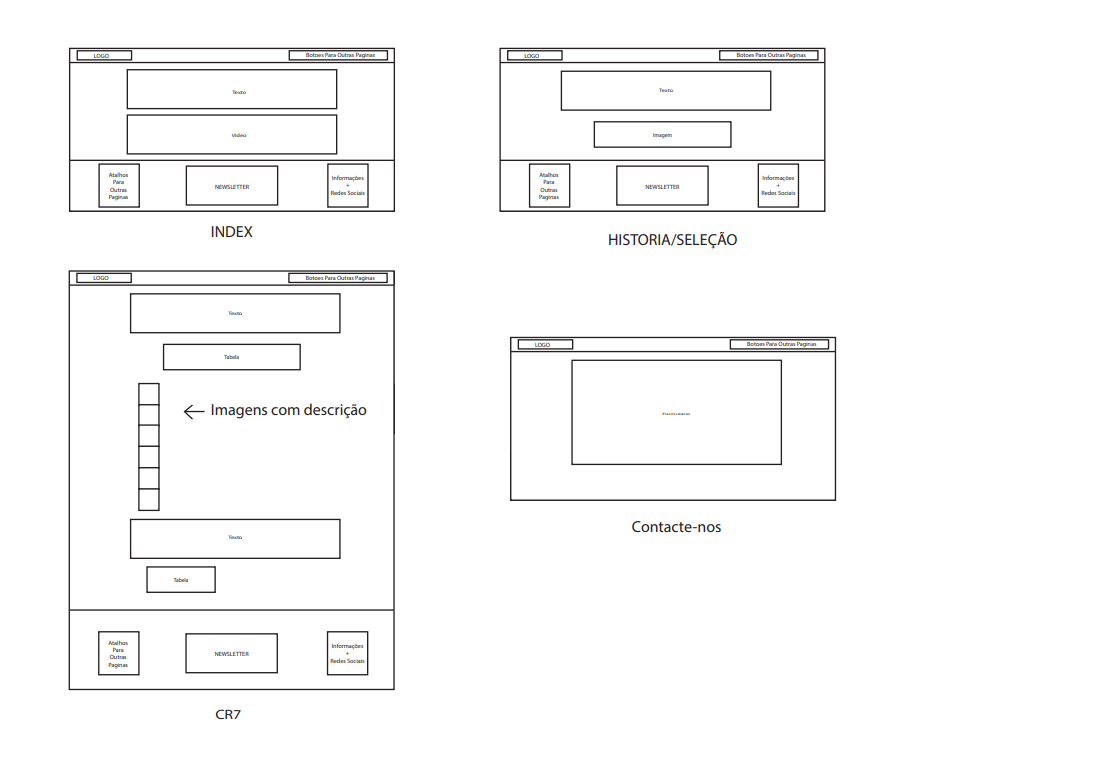 LOGO
Botoes Para Outras Paginas
Texto
Video
Atalhos
Para
Outras
Paginas
NEWSLETTER
Informações
+
Redes Sociais
INDEX
LOGO
Botoes Para Outras Paginas
Texto
Imagem
Atalhos
Para
Outras
Paginas
NEWSLETTER
Informações
+
Redes Sociais
HISTORIA/SELEÇÃO
LOGO
Botoes Para Outras Paginas
Texto
Tabela
Imagens com descrição
Texto
Tabela
Atalhos
Para
Outras
Paginas
NEWSLETTER
Informações
+
Redes Sociais
CR7
LOGO
Botoes Para Outras Paginas
Contacte-nos